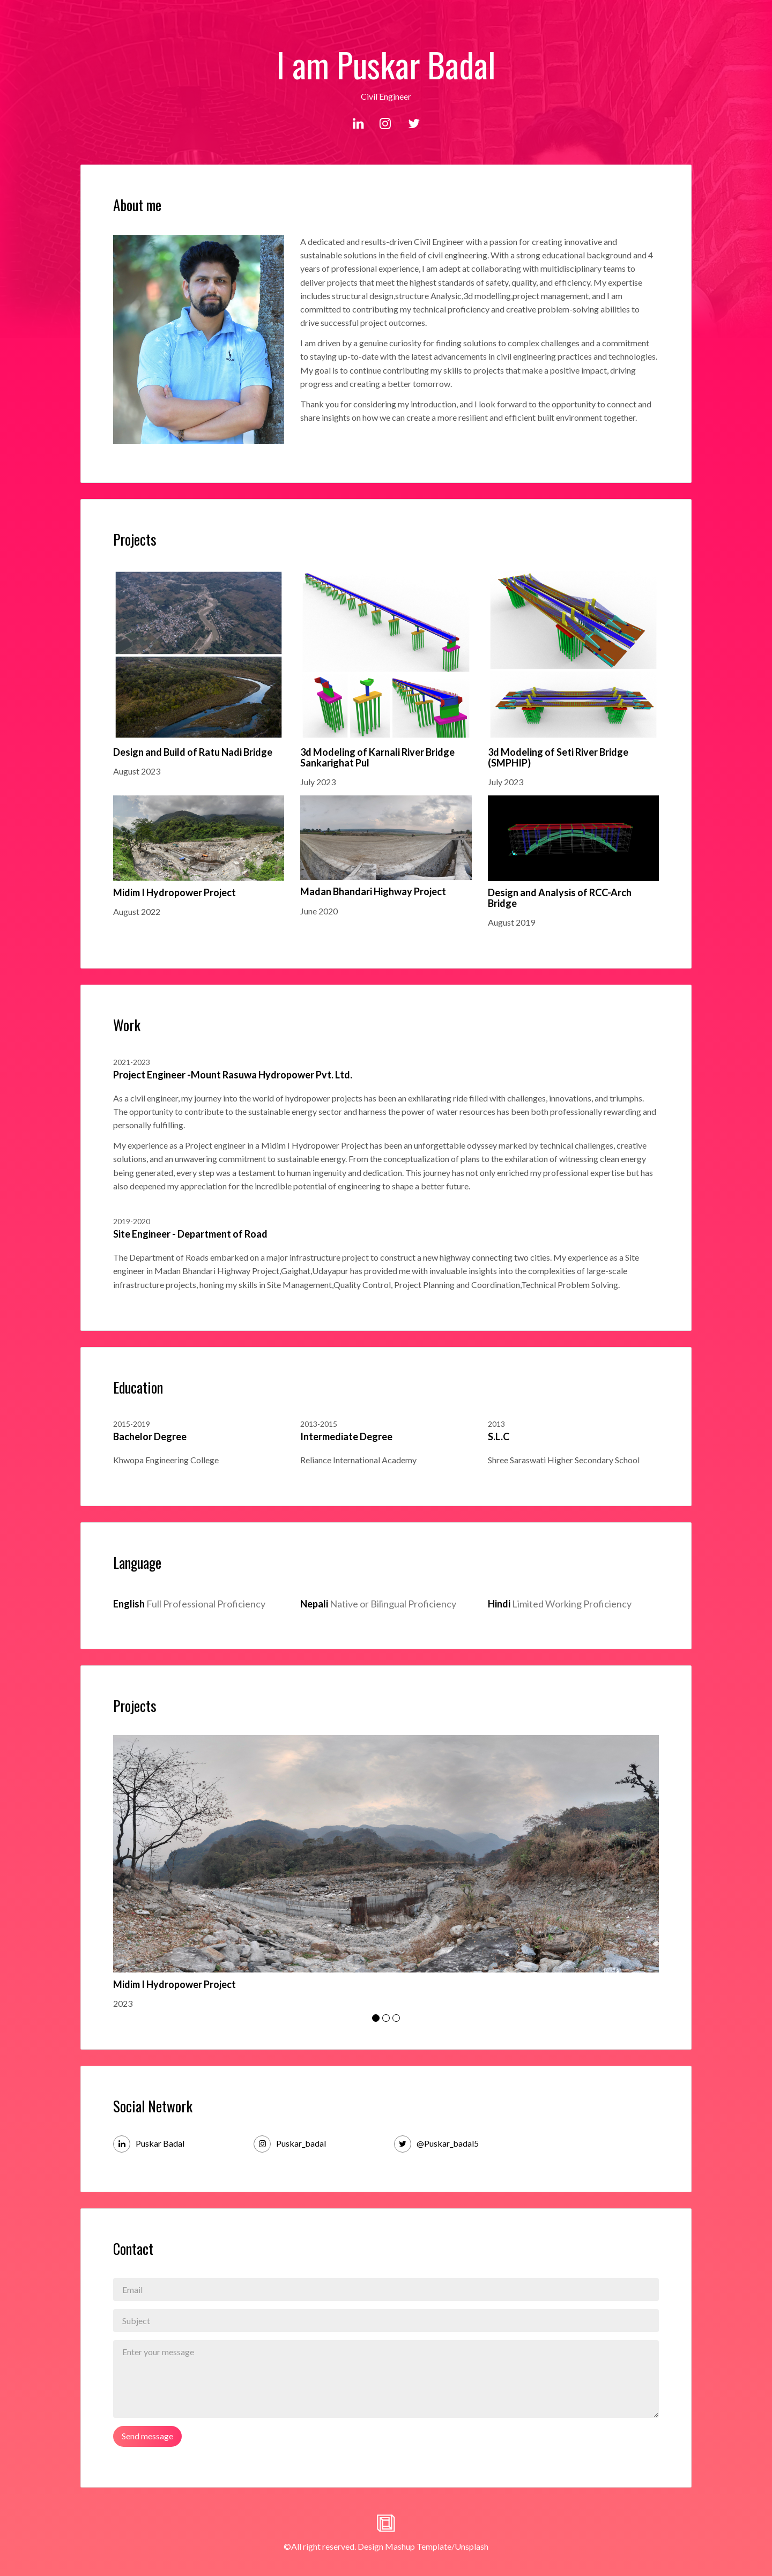 I am Puskar Badal
Civil Engineer
About me
A dedicated and results-driven Civil Engineer with a passion for creating innovative and
sustainable solutions in the field of civil engineering. With a strong educational background and 4
years of professional experience, I am adept at collaborating with multidisciplinary teams to
deliver projects that meet the highest standards of safety, quality, and efficiency. My expertise
includes structural design,structure Analysic,3d modelling,project management, and I am
committed to contributing my technical proficiency and creative problem-solving abilities to
drive successful project outcomes.
I am driven by a genuine curiosity for finding solutions to complex challenges and a commitment
to staying up-to-date with the latest advancements in civil engineering practices and technologies.
My goal is to continue contributing my skills to projects that make a positive impact, driving
progress and creating a better tomorrow.
Thank you for considering my introduction, and I look forward to the opportunity to connect and
share insights on how we can create a more resilient and efficient built environment together.
Projects
Design and Build of Ratu Nadi Bridge
August 2023
3d Modeling of Karnali River Bridge
Sankarighat Pul
July 2023
3d Modeling of Seti River Bridge
(SMPHIP)
July 2023
Midim I Hydropower Project
August 2022
Madan Bhandari Highway Project
June 2020
Design and Analysis of RCC-Arch
Bridge
August 2019
Work
2021-2023
Project Engineer -Mount Rasuwa Hydropower Pvt. Ltd.
As a civil engineer, my journey into the world of hydropower projects has been an exhilarating ride filled with challenges, innovations, and triumphs.
The opportunity to contribute to the sustainable energy sector and harness the power of water resources has been both professionally rewarding and
personally fulfilling.
My experience as a Project engineer in a Midim I Hydropower Project has been an unforgettable odyssey marked by technical challenges, creative
solutions, and an unwavering commitment to sustainable energy. From the conceptualization of plans to the exhilaration of witnessing clean energy
being generated, every step was a testament to human ingenuity and dedication. This journey has not only enriched my professional expertise but has
also deepened my appreciation for the incredible potential of engineering to shape a better future.
2019-2020
Site Engineer - Department of Road
The Department of Roads embarked on a major infrastructure project to construct a new highway connecting two cities. My experience as a Site
engineer in Madan Bhandari Highway Project,Gaighat,Udayapur has provided me with invaluable insights into the complexities of large-scale
infrastructure projects, honing my skills in Site Management,Quality Control, Project Planning and Coordination,Technical Problem Solving.
Education
2015-2019
Bachelor Degree
Khwopa Engineering College
2013-2015
Intermediate Degree
Reliance International Academy
2013
S.L.C
Shree Saraswati Higher Secondary School
Language
English Full Professional Proficiency
Nepali Native or Bilingual Proficiency
Hindi Limited Working Proficiency
Projects
Midim I Hydropower Project
2023
Social Network
Puskar Badal
Puskar_badal
@Puskar_badal5
Contact
Email
Subject
Enter your message
Send message
©All right reserved. Design Mashup Template/Unsplash